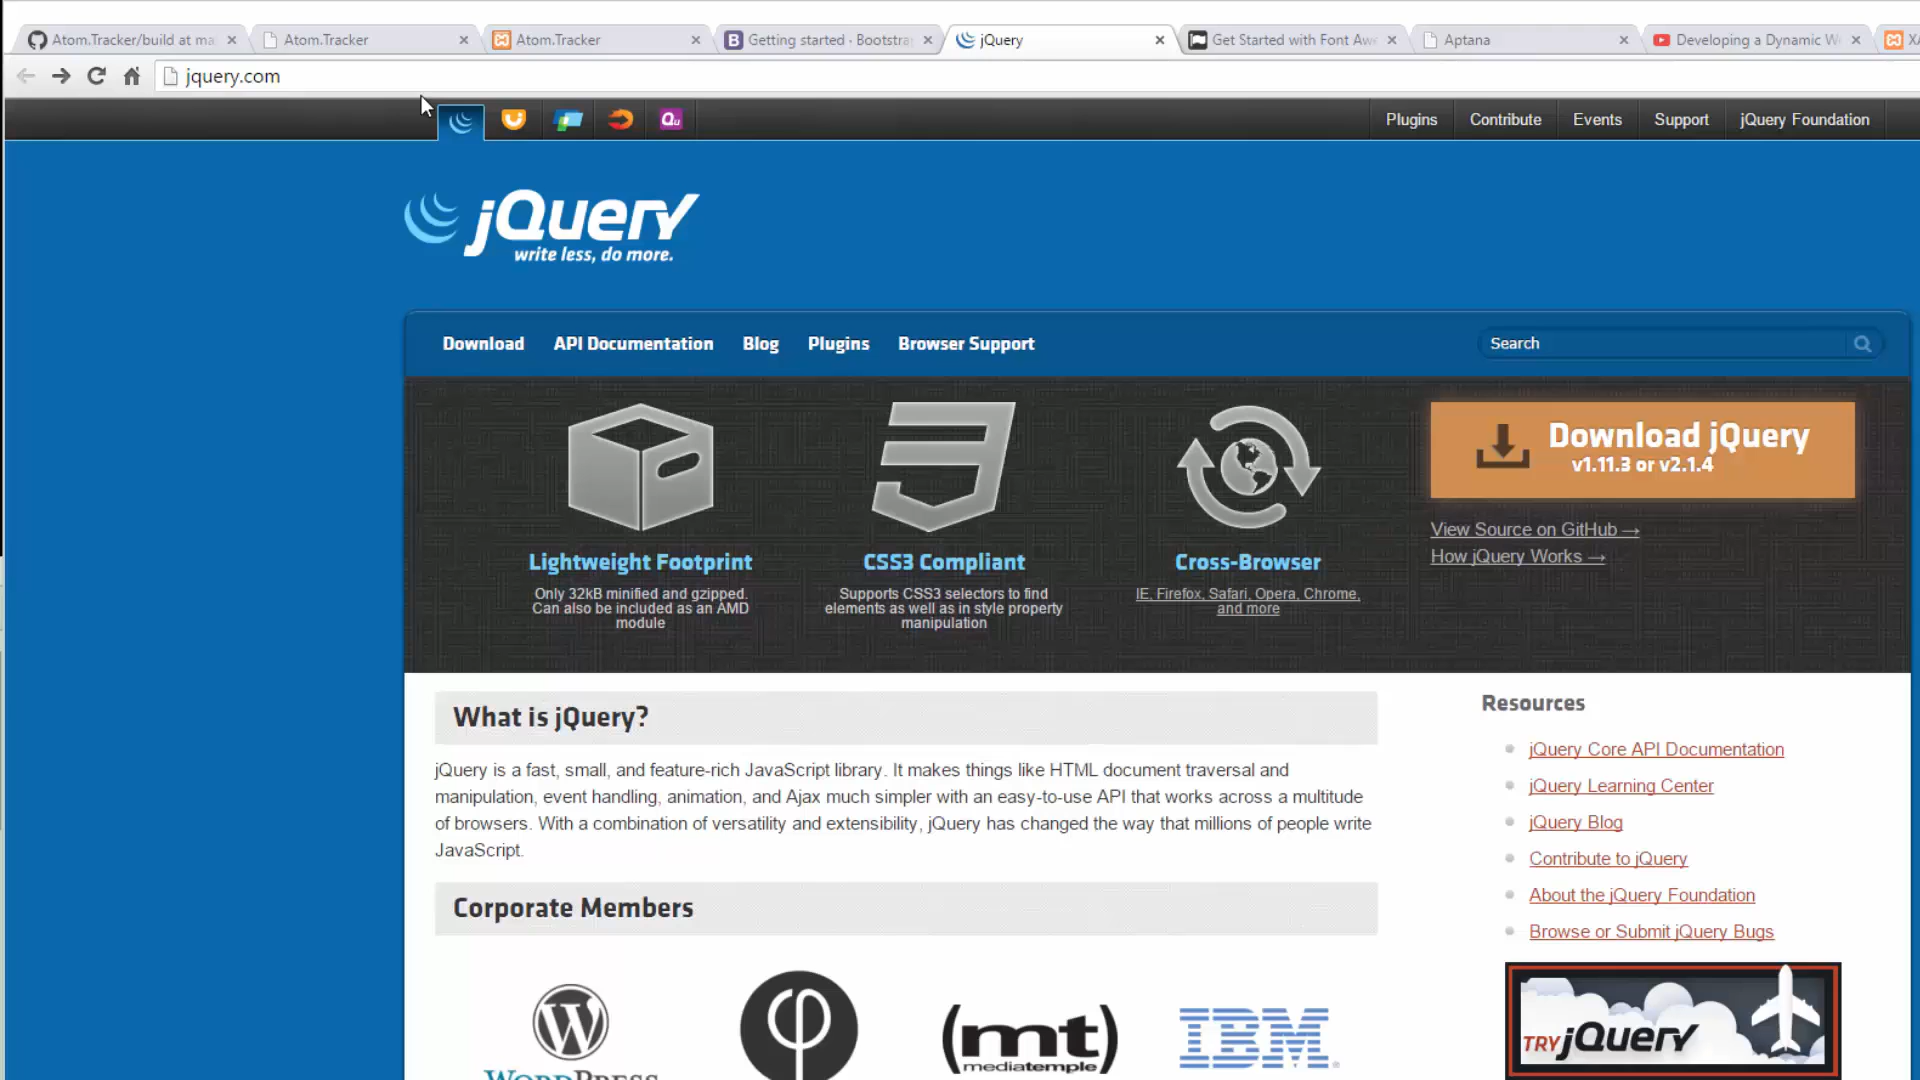 Atom.Tracker/build at ma
Atom.Tracker
Atom.Tracker
Getting started · Bootstra
jQuery
Get Started with Font Aw
Aptana
Developing a Dynamic W
XA
jquery.com
Qu
Plugins
Contribute
Events
Support
jQuery Foundation
jQuery
write less, do more.
Download
API Documentation
Blog
Plugins
Browser Support
Search
Download jQuery
v1.11.3 or v2.1.4
View Source on GitHub →
How jQuery Works →
Lightweight Footprint
Only 32kB minified and gzipped.
Can also be included as an AMD
module
CSS3 Compliant
Supports CSS3 selectors to find
elements as well as in style property
manipulation
Cross-Browser
IE, Firefox, Safari, Opera, Chrome,
and more
What is jQuery?
jQuery is a fast, small, and feature-rich JavaScript library. It makes things like HTML document traversal and
manipulation, event handling, animation, and Ajax much simpler with an easy-to-use API that works across a multitude
of browsers. With a combination of versatility and extensibility, jQuery has changed the way that millions of people write
JavaScript.
Corporate Members
WORDPRESS
(mt)
mediatemple
IBM
Resources
jQuery Core API Documentation
jQuery Learning Center
jQuery Blog
Contribute to jQuery
About the jQuery Foundation
Browse or Submit jQuery Bugs
TRY jQuery